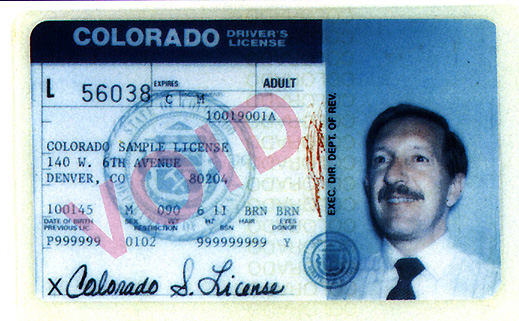 COLORADO DRIVER'S LICENSE
EXPIRES ADULT
L 56038 C M
10019001A
COLORADO SAMPLE LICENSE
140 W. 6TH AVENUE
DENVER, CO 80204
VOID
100145 M 090 6 11 BRN BRN
DATE OF BIRTH SEX WT HT HAIR EYES
PREVIOUS LIC. RESTRICTION SSN DONOR
P999999 0102 999999999 Y
X Colorado S. License
EXEC. DIR. DEPT. OF REV.